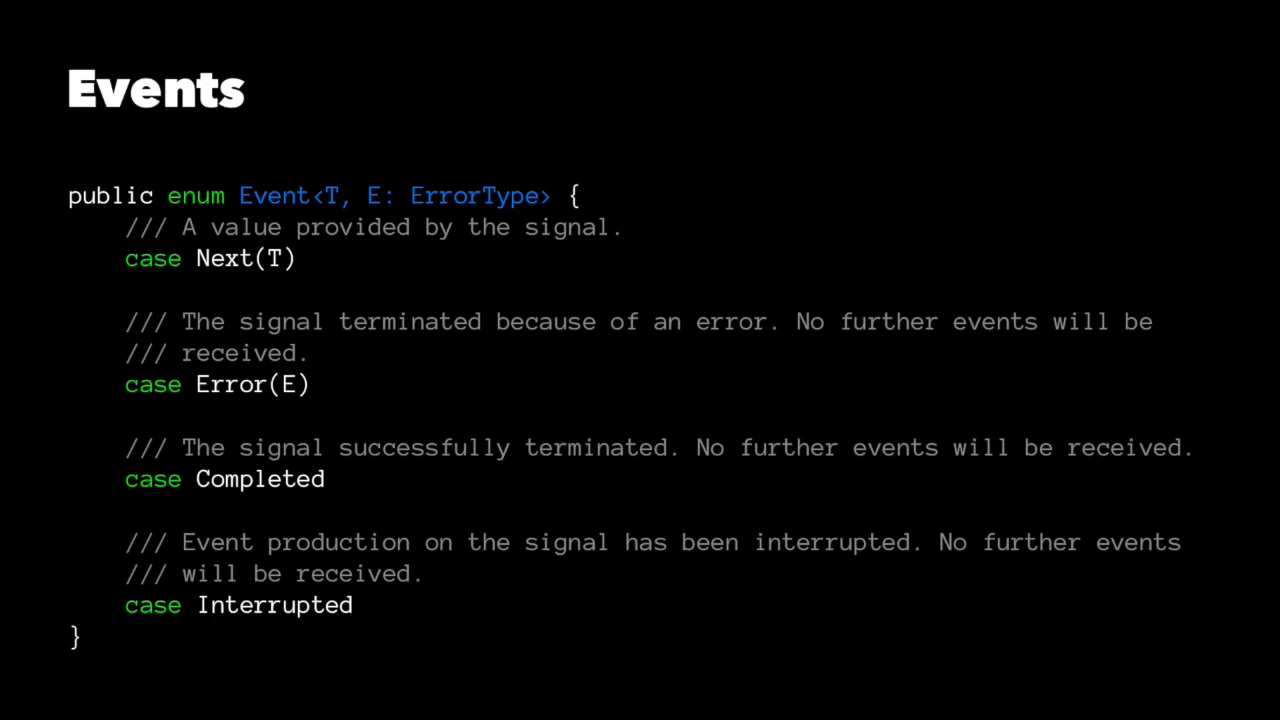 Events
public enum Event<T, E: ErrorType> {
/// A value provided by the signal.
case Next(T)
/// The signal terminated because of an error. No further events will be
/// received.
case Error(E)
/// The signal successfully terminated. No further events will be received.
case Completed
/// Event production on the signal has been interrupted. No further events
/// will be received.
case Interrupted
}